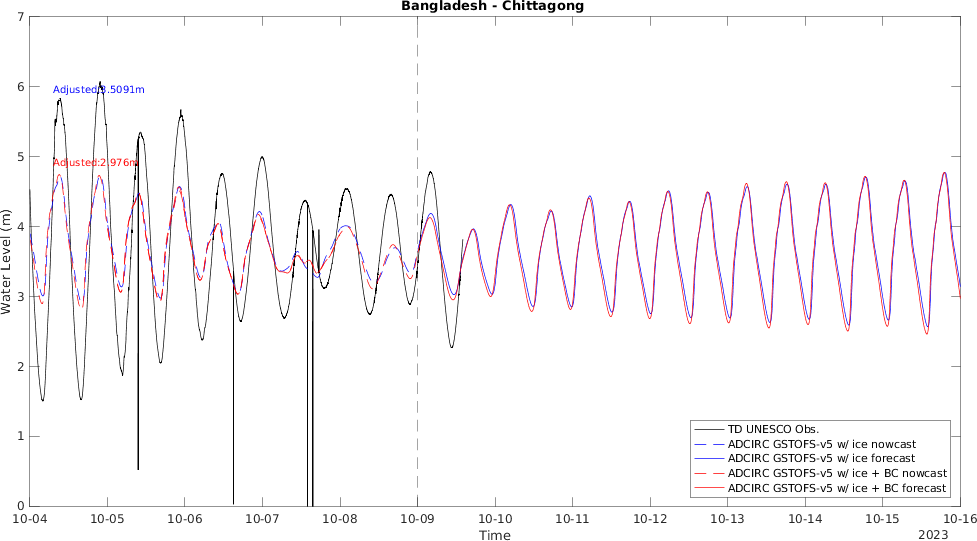 Bangladesh - Chittagong
7
6
5
4
3
2
1
0
Water Level (m)
Adjusted:3.5091m
Adjusted:2.976m
TD UNESCO Obs.
ADCIRC GSTOFS-v5 w/ ice nowcast
ADCIRC GSTOFS-v5 w/ ice forecast
ADCIRC GSTOFS-v5 w/ ice + BC nowcast
ADCIRC GSTOFS-v5 w/ ice + BC forecast
10-04 10-05 10-06 10-07 10-08 10-09 10-10 10-11 10-12 10-13 10-14 10-15 10-16
Time
2023